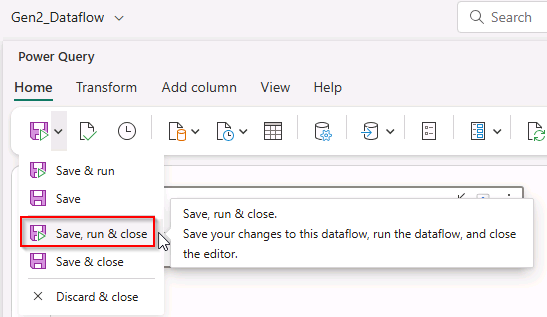 Gen2_Dataflow
Search
Power Query
Home Transform Add column View Help
Save & run
Save
Save, run & close
Save, run & close.
Save your changes to this dataflow, run the dataflow, and close
the editor.
Save & close
Discard & close